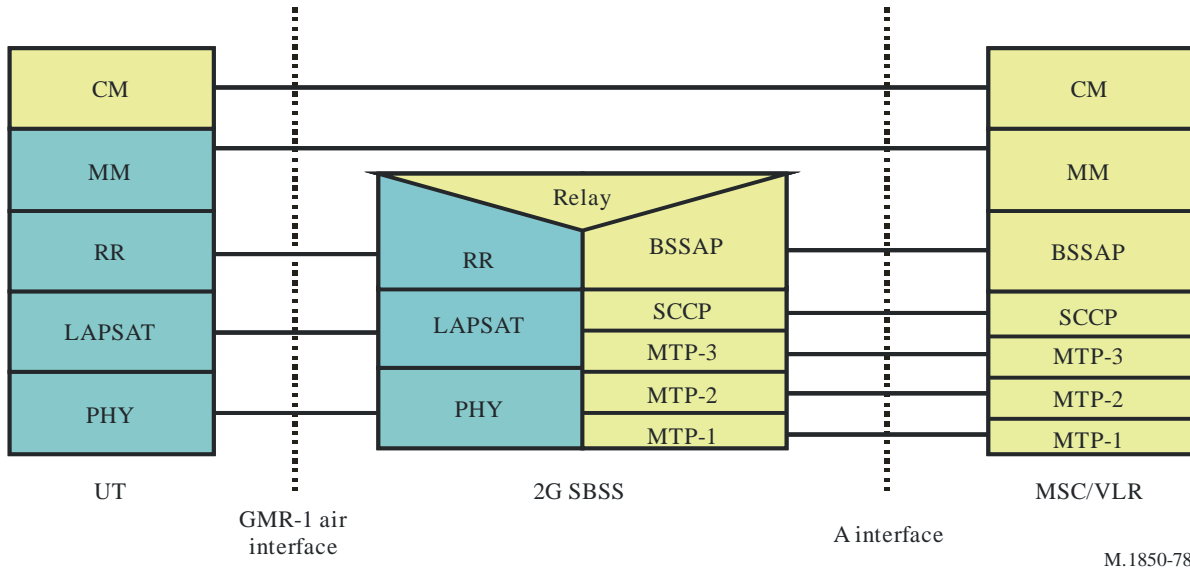 CM
MM
RR
LAPSAT
PHY
UT
GMR-1 air
interface
Relay
RR
LAPSAT
PHY
BSSAP
SCCP
MTP-3
MTP-2
MTP-1
2G SBSS
A interface
CM
MM
BSSAP
SCCP
MTP-3
MTP-2
MTP-1
MSC/VLR
M.1850-78